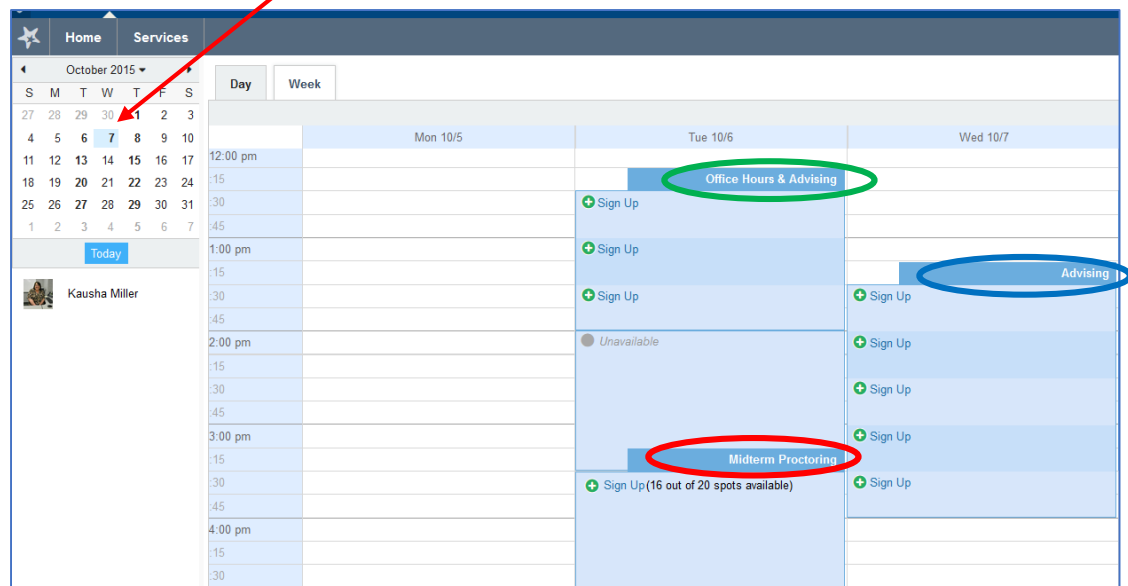 Home Services
October 2015
S M T W T F S
27 28 29 30 1 2 3
4 5 6 7 8 9 10
11 12 13 14 15 16 17
18 19 20 21 22 23 24
25 26 27 28 29 30 31
1 2 3 4 5 6 7
Today
Kausha Miller
Day Week
Mon 10/5 Tue 10/6 Wed 10/7
12:00 pm
:15 Office Hours & Advising
:30 Sign Up
:45
1:00 pm Sign Up
:15 Advising
:30 Sign Up Sign Up
:45
2:00 pm Unavailable Sign Up
:15
:30 Sign Up
:45
3:00 pm Sign Up
:15 Midterm Proctoring
:30 Sign Up(16 out of 20 spots available) Sign Up
:45
4:00 pm
:15
:30